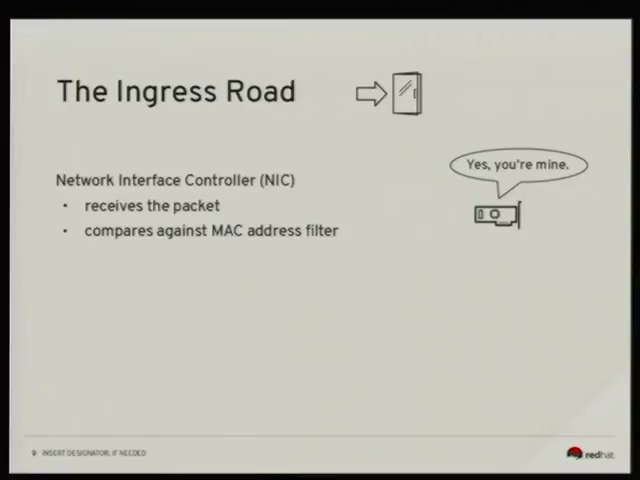 The Ingress Road
Yes, you're mine.
Network Interface Controller (NIC)
• receives the packet
• compares against MAC address filter
9 INSERT DESIGNATOR, IF NEEDED
redhat